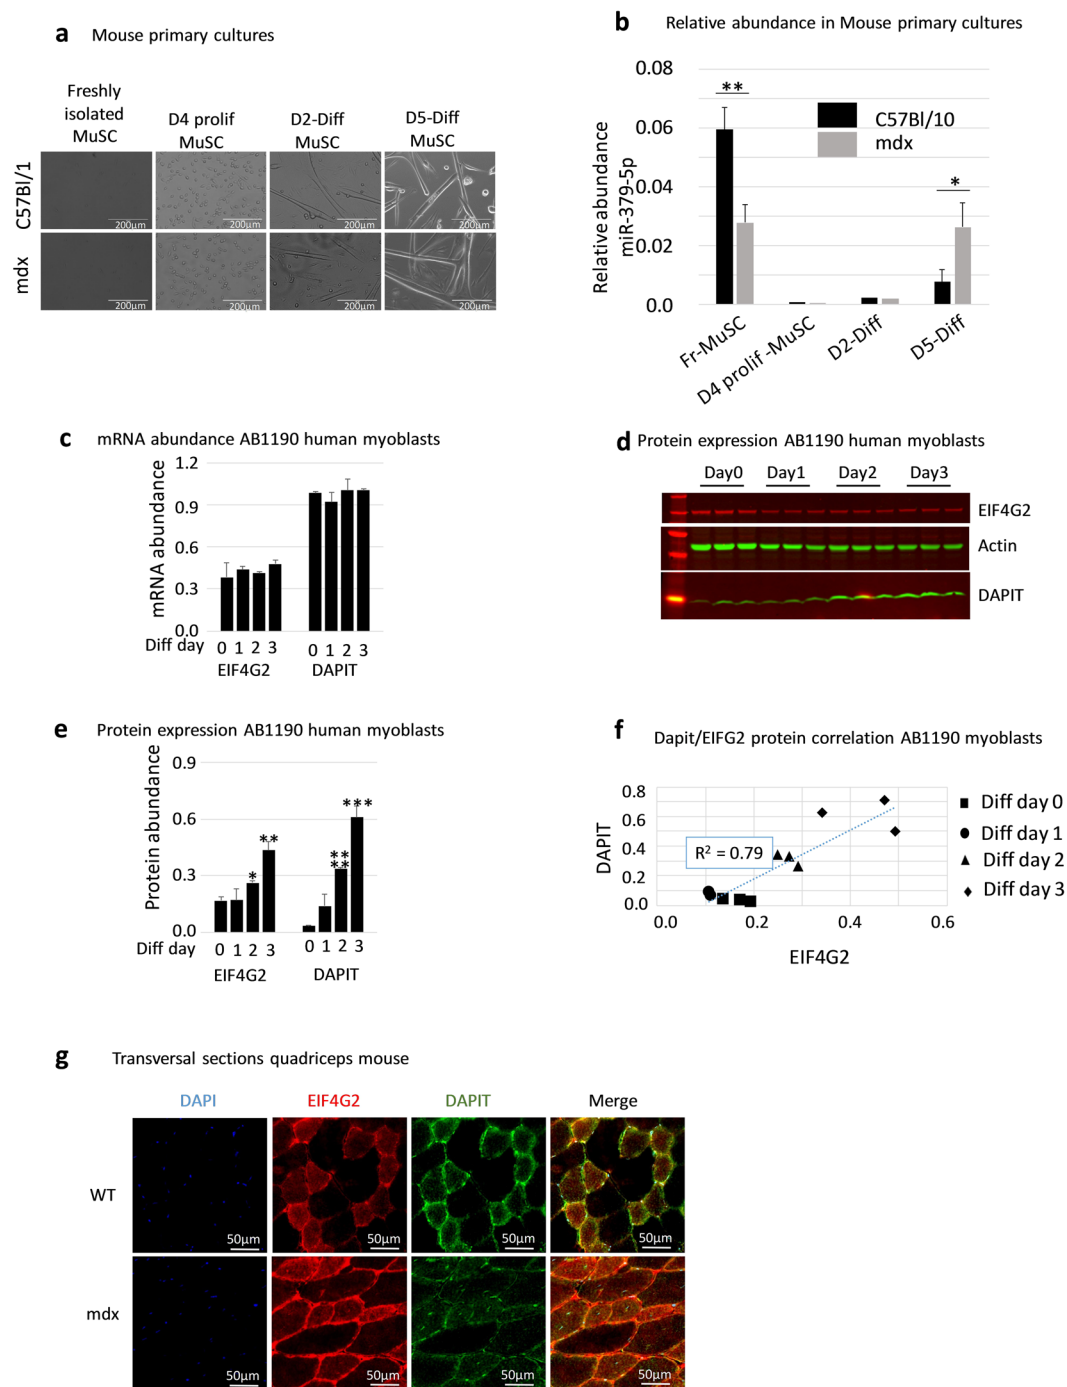 a Mouse primary cultures
Freshly
isolated
MuSC
D4 prolif
MuSC
D2-Diff
MuSC
D5-Diff
MuSC
C57Bl/1
200µm
200µm
200µm
200µm
mdx
200µm
200µm
200µm
200µm
b Relative abundance in Mouse primary cultures
Relative abundance
miR-379-5p
0.08
0.06
0.04
0.02
0.0
**
*
C57Bl/10
mdx
Fr-MuSC
D4 prolif -MuSC
D2-Diff
D5-Diff
c mRNA abundance AB1190 human myoblasts
mRNA abundance
1.2
0.9
0.6
0.3
0.0
Diff day 0 1 2 3 0 1 2 3
EIF4G2 DAPIT
d Protein expression AB1190 human myoblasts
Day0 Day1 Day2 Day3
EIF4G2
Actin
DAPIT
e Protein expression AB1190 human myoblasts
Protein abundance
0.9
0.6
0.3
0.0
*
**
**
**
***
Diff day 0 1 2 3 0 1 2 3
EIF4G2 DAPIT
f Dapit/EIFG2 protein correlation AB1190 myoblasts
DAPIT
0.8
0.6
0.4
0.2
0.0
R² = 0.79
0.0 0.2 0.4 0.6
EIF4G2
Diff day 0
Diff day 1
Diff day 2
Diff day 3
g Transversal sections quadriceps mouse
DAPI EIF4G2 DAPIT Merge
WT
50µm 50µm 50µm 50µm
mdx
50µm 50µm 50µm 50µm